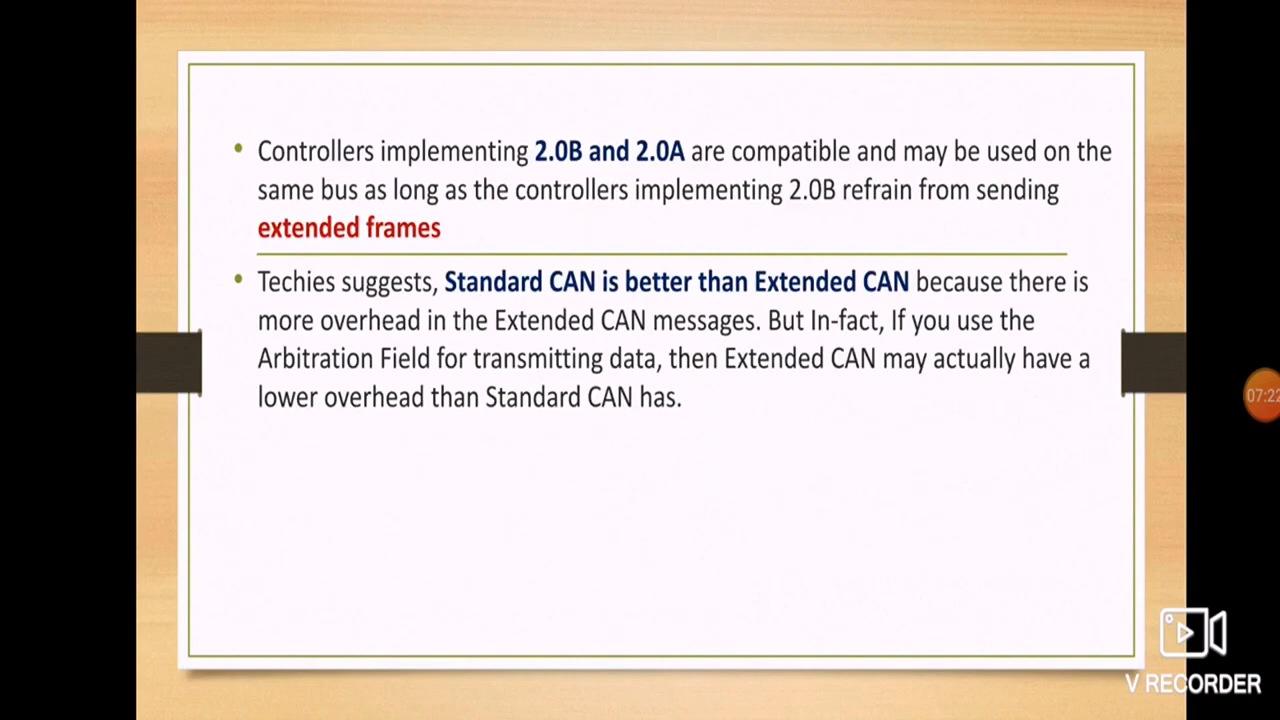 • Controllers implementing 2.0B and 2.0A are compatible and may be used on the
same bus as long as the controllers implementing 2.0B refrain from sending
extended frames
• Techies suggests, Standard CAN is better than Extended CAN because there is
more overhead in the Extended CAN messages. But In-fact, If you use the
Arbitration Field for transmitting data, then Extended CAN may actually have a
lower overhead than Standard CAN has.
07:22
V RECORDER